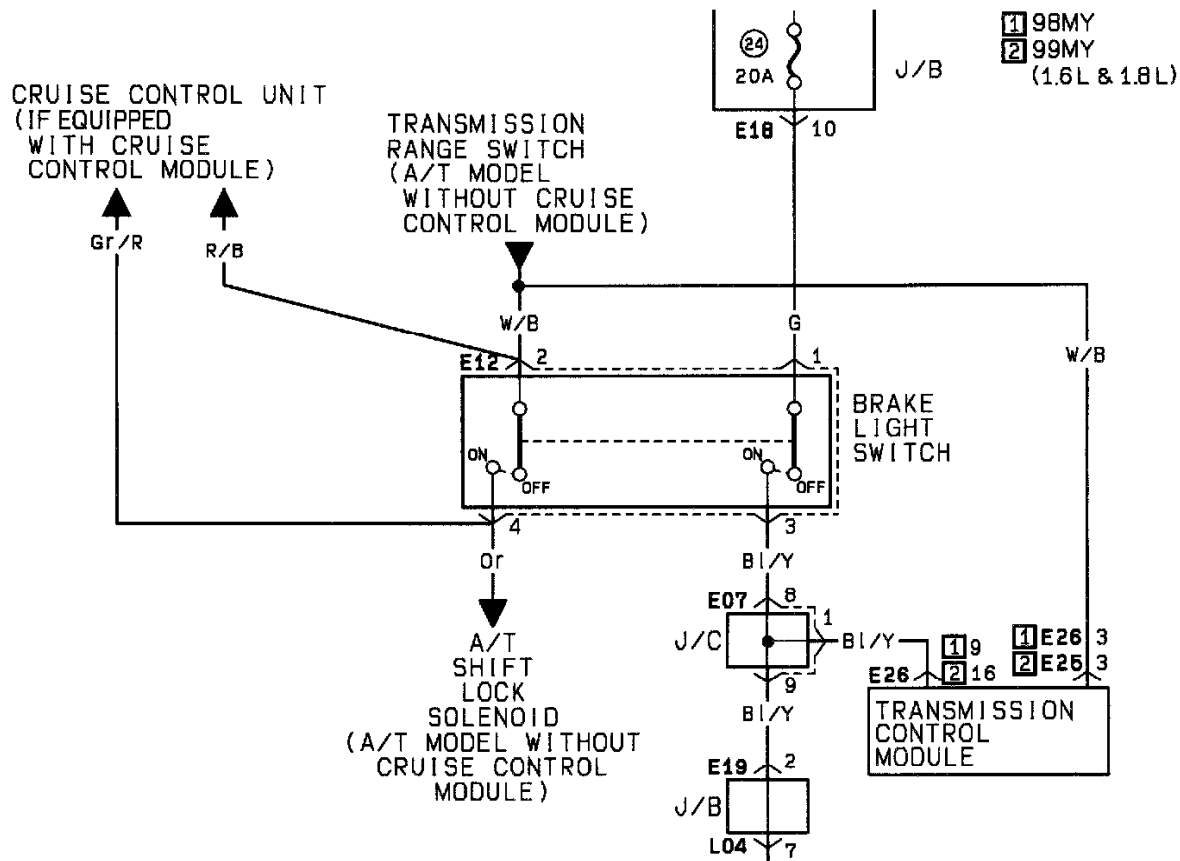 1 98MY
2 99MY
(1.6L & 1.8L)
24
20A
J/B
E18 10
CRUISE CONTROL UNIT
(IF EQUIPPED
WITH CRUISE
CONTROL MODULE)
TRANSMISSION
RANGE SWITCH
(A/T MODEL
WITHOUT CRUISE
CONTROL MODULE)
Gr/R
R/B
W/B
G
W/B
E12 2
1
BRAKE
LIGHT
SWITCH
ON
OFF
ON
OFF
4
3
Or
Bl/Y
A/T
SHIFT
LOCK
SOLENOID
(A/T MODEL WITHOUT
CRUISE CONTROL
MODULE)
E07 8
J/C
1
Bl/Y
9
Bl/Y
E26
1 9
2 16
1 E26 3
2 E25 3
TRANSMISSION
CONTROL
MODULE
E19 2
J/B
L04 7